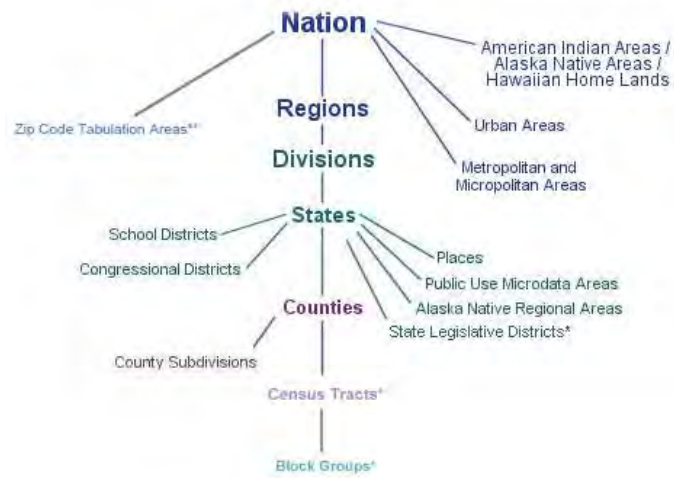 Nation
American Indian Areas /
Alaska Native Areas /
Hawaiian Home Lands
Regions
Zip Code Tabulation Areas**
Urban Areas
Divisions
Metropolitan and
Micropolitan Areas
States
School Districts
Places
Congressional Districts
Public Use Microdata Areas
Counties
Alaska Native Regional Areas
State Legislative Districts*
County Subdivisions
Census Tracts*
Block Groups*